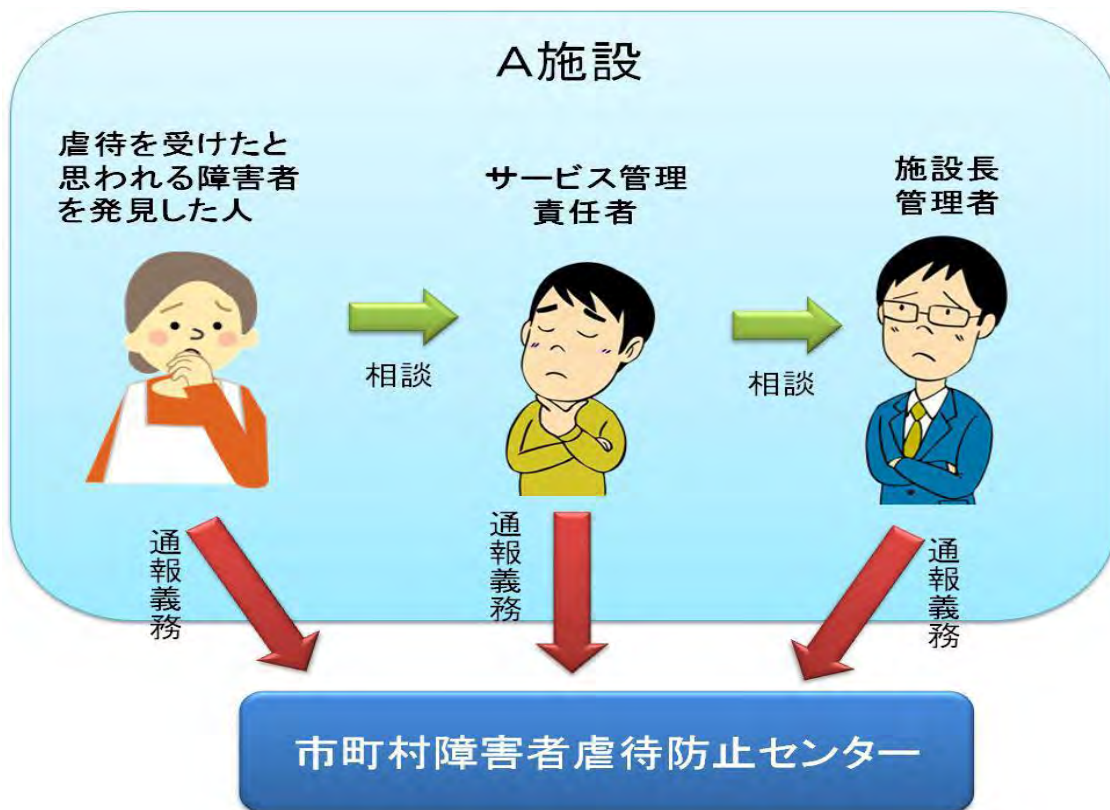 A施設
虐待を受けたと
思われる障害者
を発見した人
サービス管理
責任者
施設長
管理者
相談
相談
通報義務
通報義務
通報義務
市町村障害者虐待防止センター